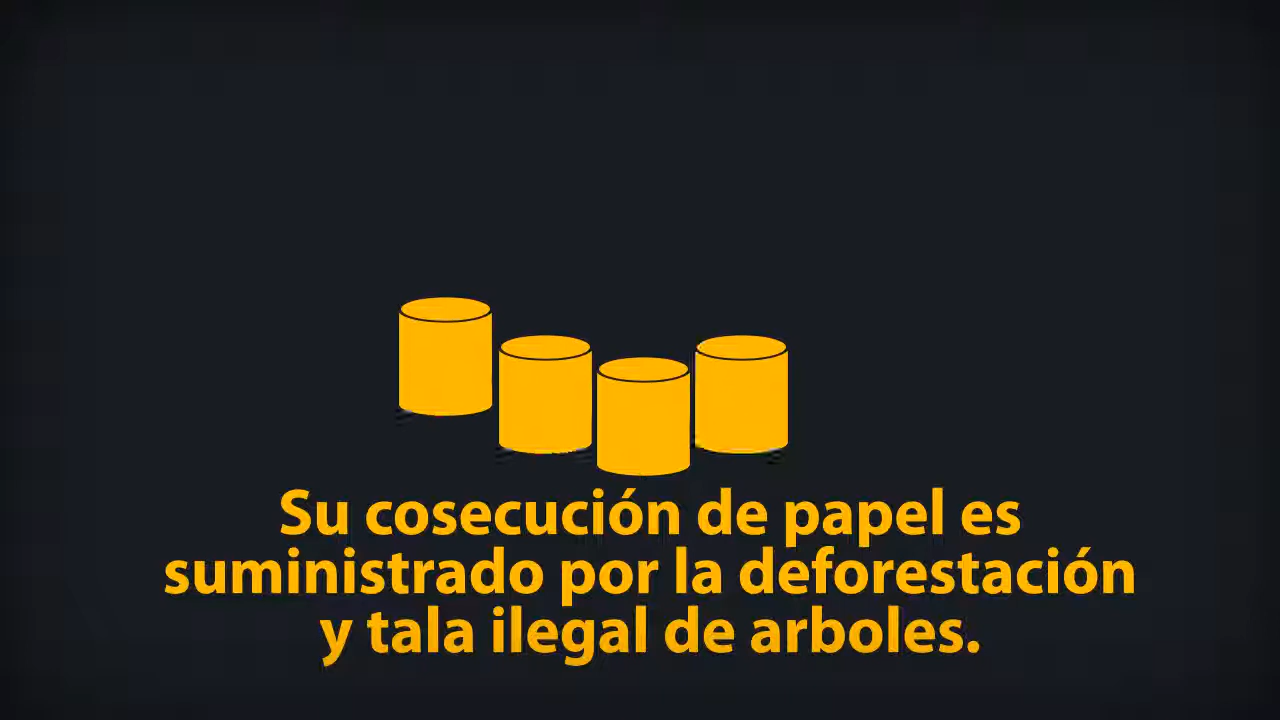 Su cosecución de papel es
suministrado por la deforestación
y tala ilegal de arboles.